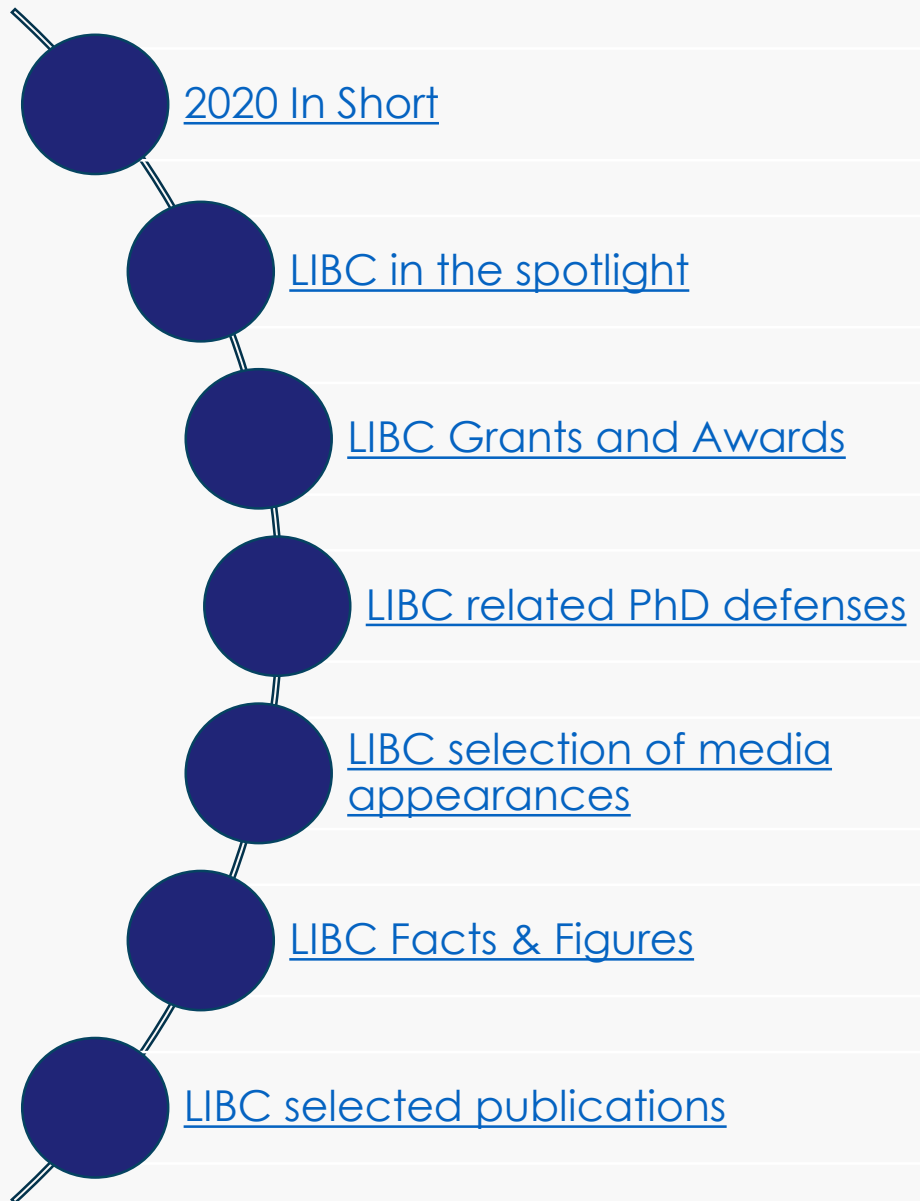 2020 In Short
LIBC in the spotlight
LIBC Grants and Awards
LIBC related PhD defenses
LIBC selection of media
appearances
LIBC Facts & Figures
LIBC selected publications